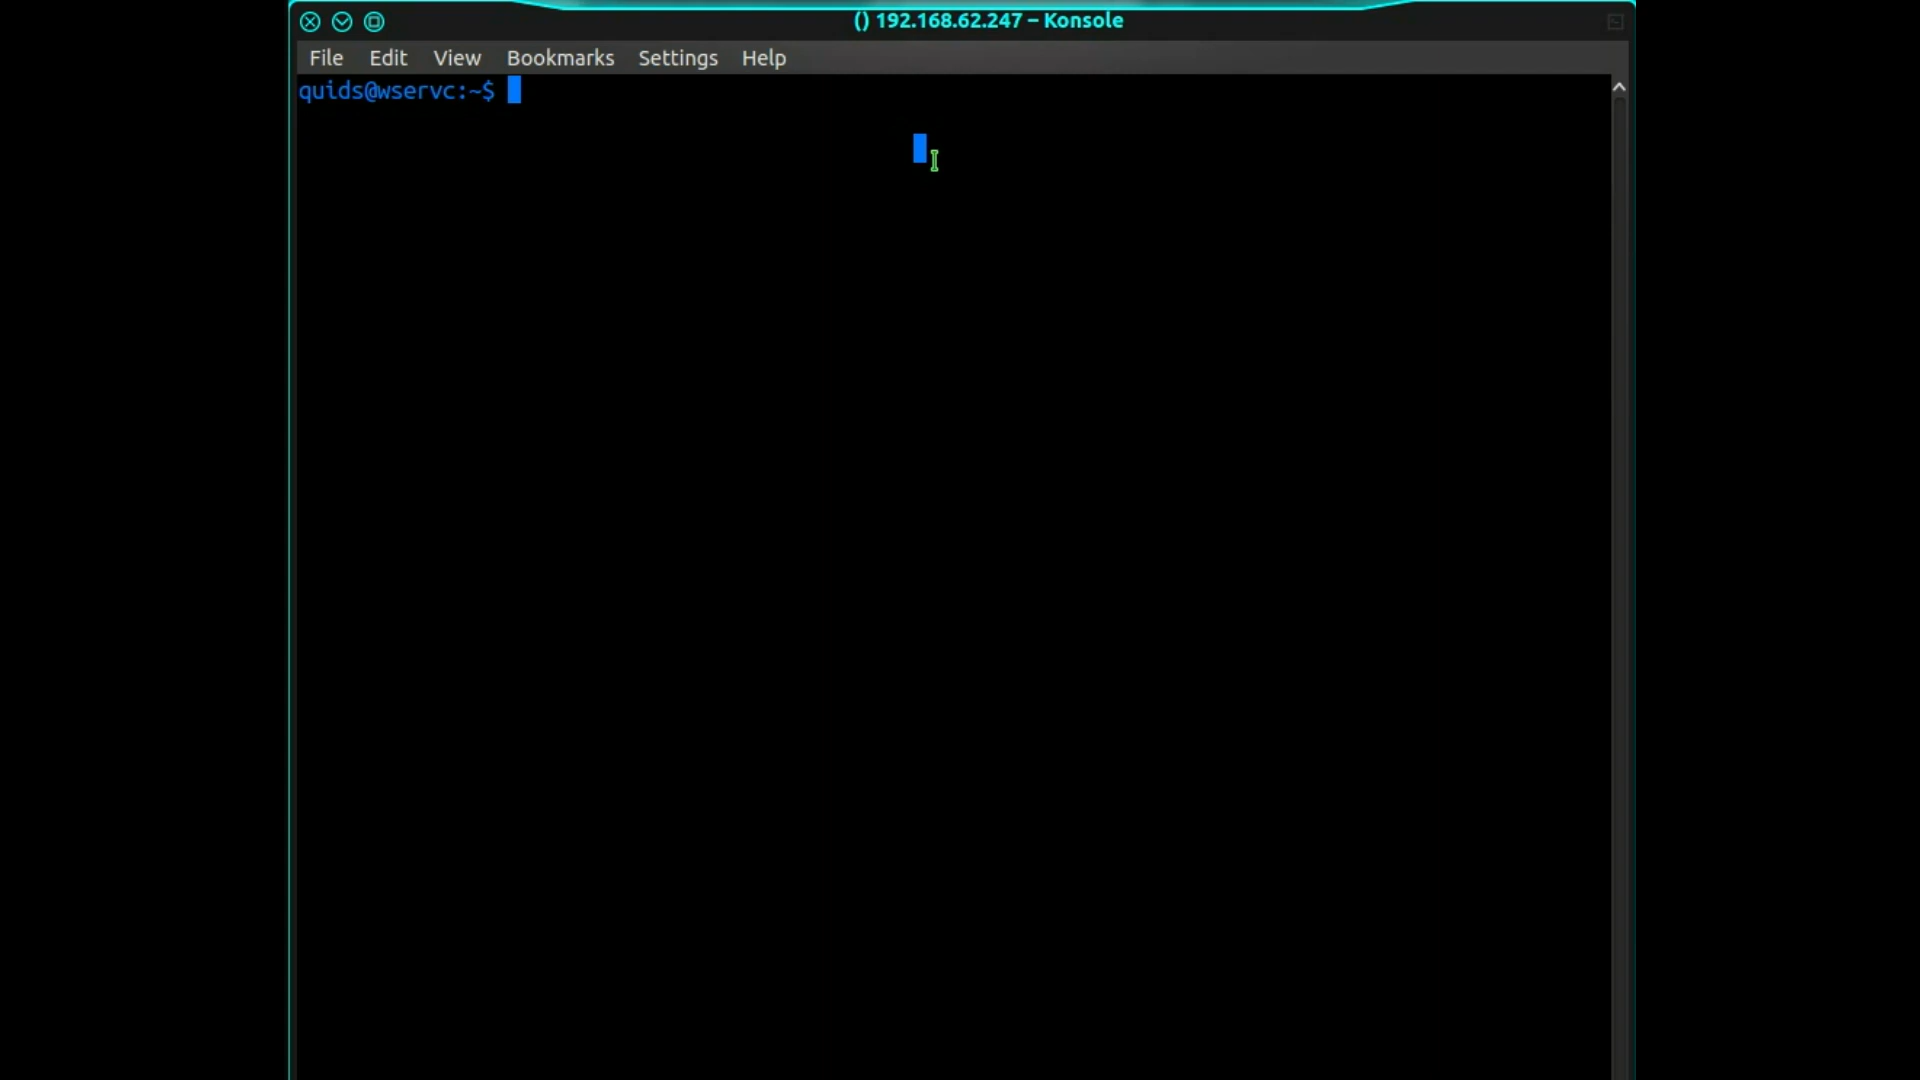 () 192.168.62.247 – Konsole
File Edit View Bookmarks Settings Help
quids@wservc:~$